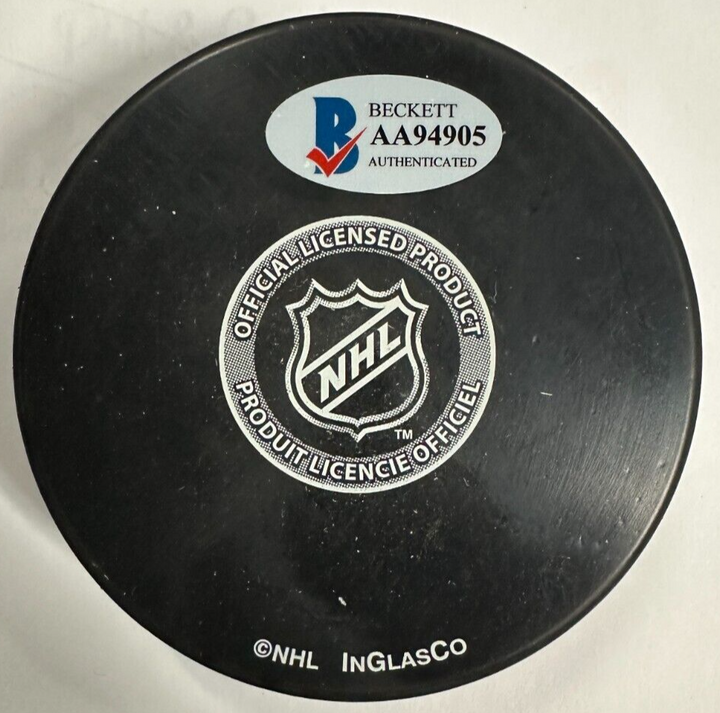 BECKETT
AA94905
AUTHENTICATED
OFFICIAL LICENSED PRODUCT
NHL
TM
PRODUIT LICENCIE OFFICIEL
©NHL INGLASCO